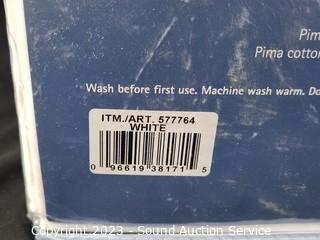 Pim
Pima cotton
Wash before first use. Machine wash warm. Do
ITM./ART. 577764
WHITE
0 96619 38171 5
Copyright 2023 - Sound Auction Service